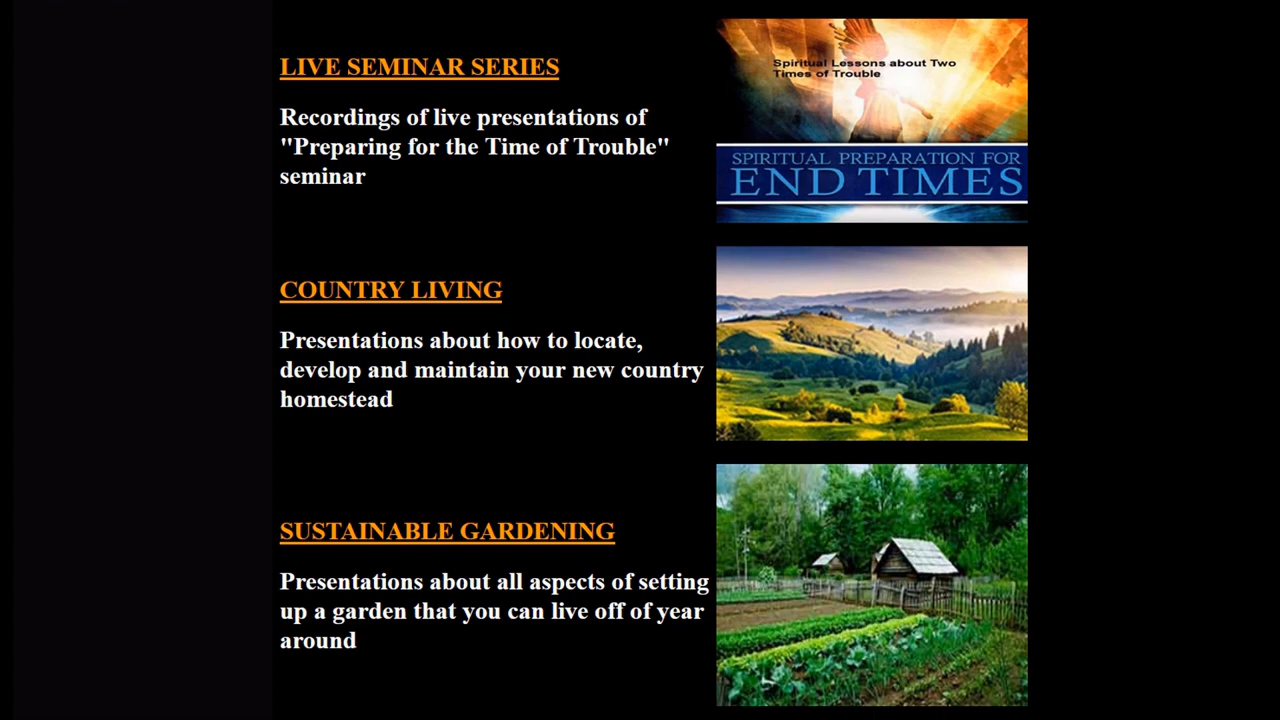 LIVE SEMINAR SERIES
Recordings of live presentations of
"Preparing for the Time of Trouble"
seminar
Spiritual Lessons about Two
Times of Trouble
SPIRITUAL PREPARATION FOR
END TIMES
COUNTRY LIVING
Presentations about how to locate,
develop and maintain your new country
homestead
SUSTAINABLE GARDENING
Presentations about all aspects of setting
up a garden that you can live off of year
around